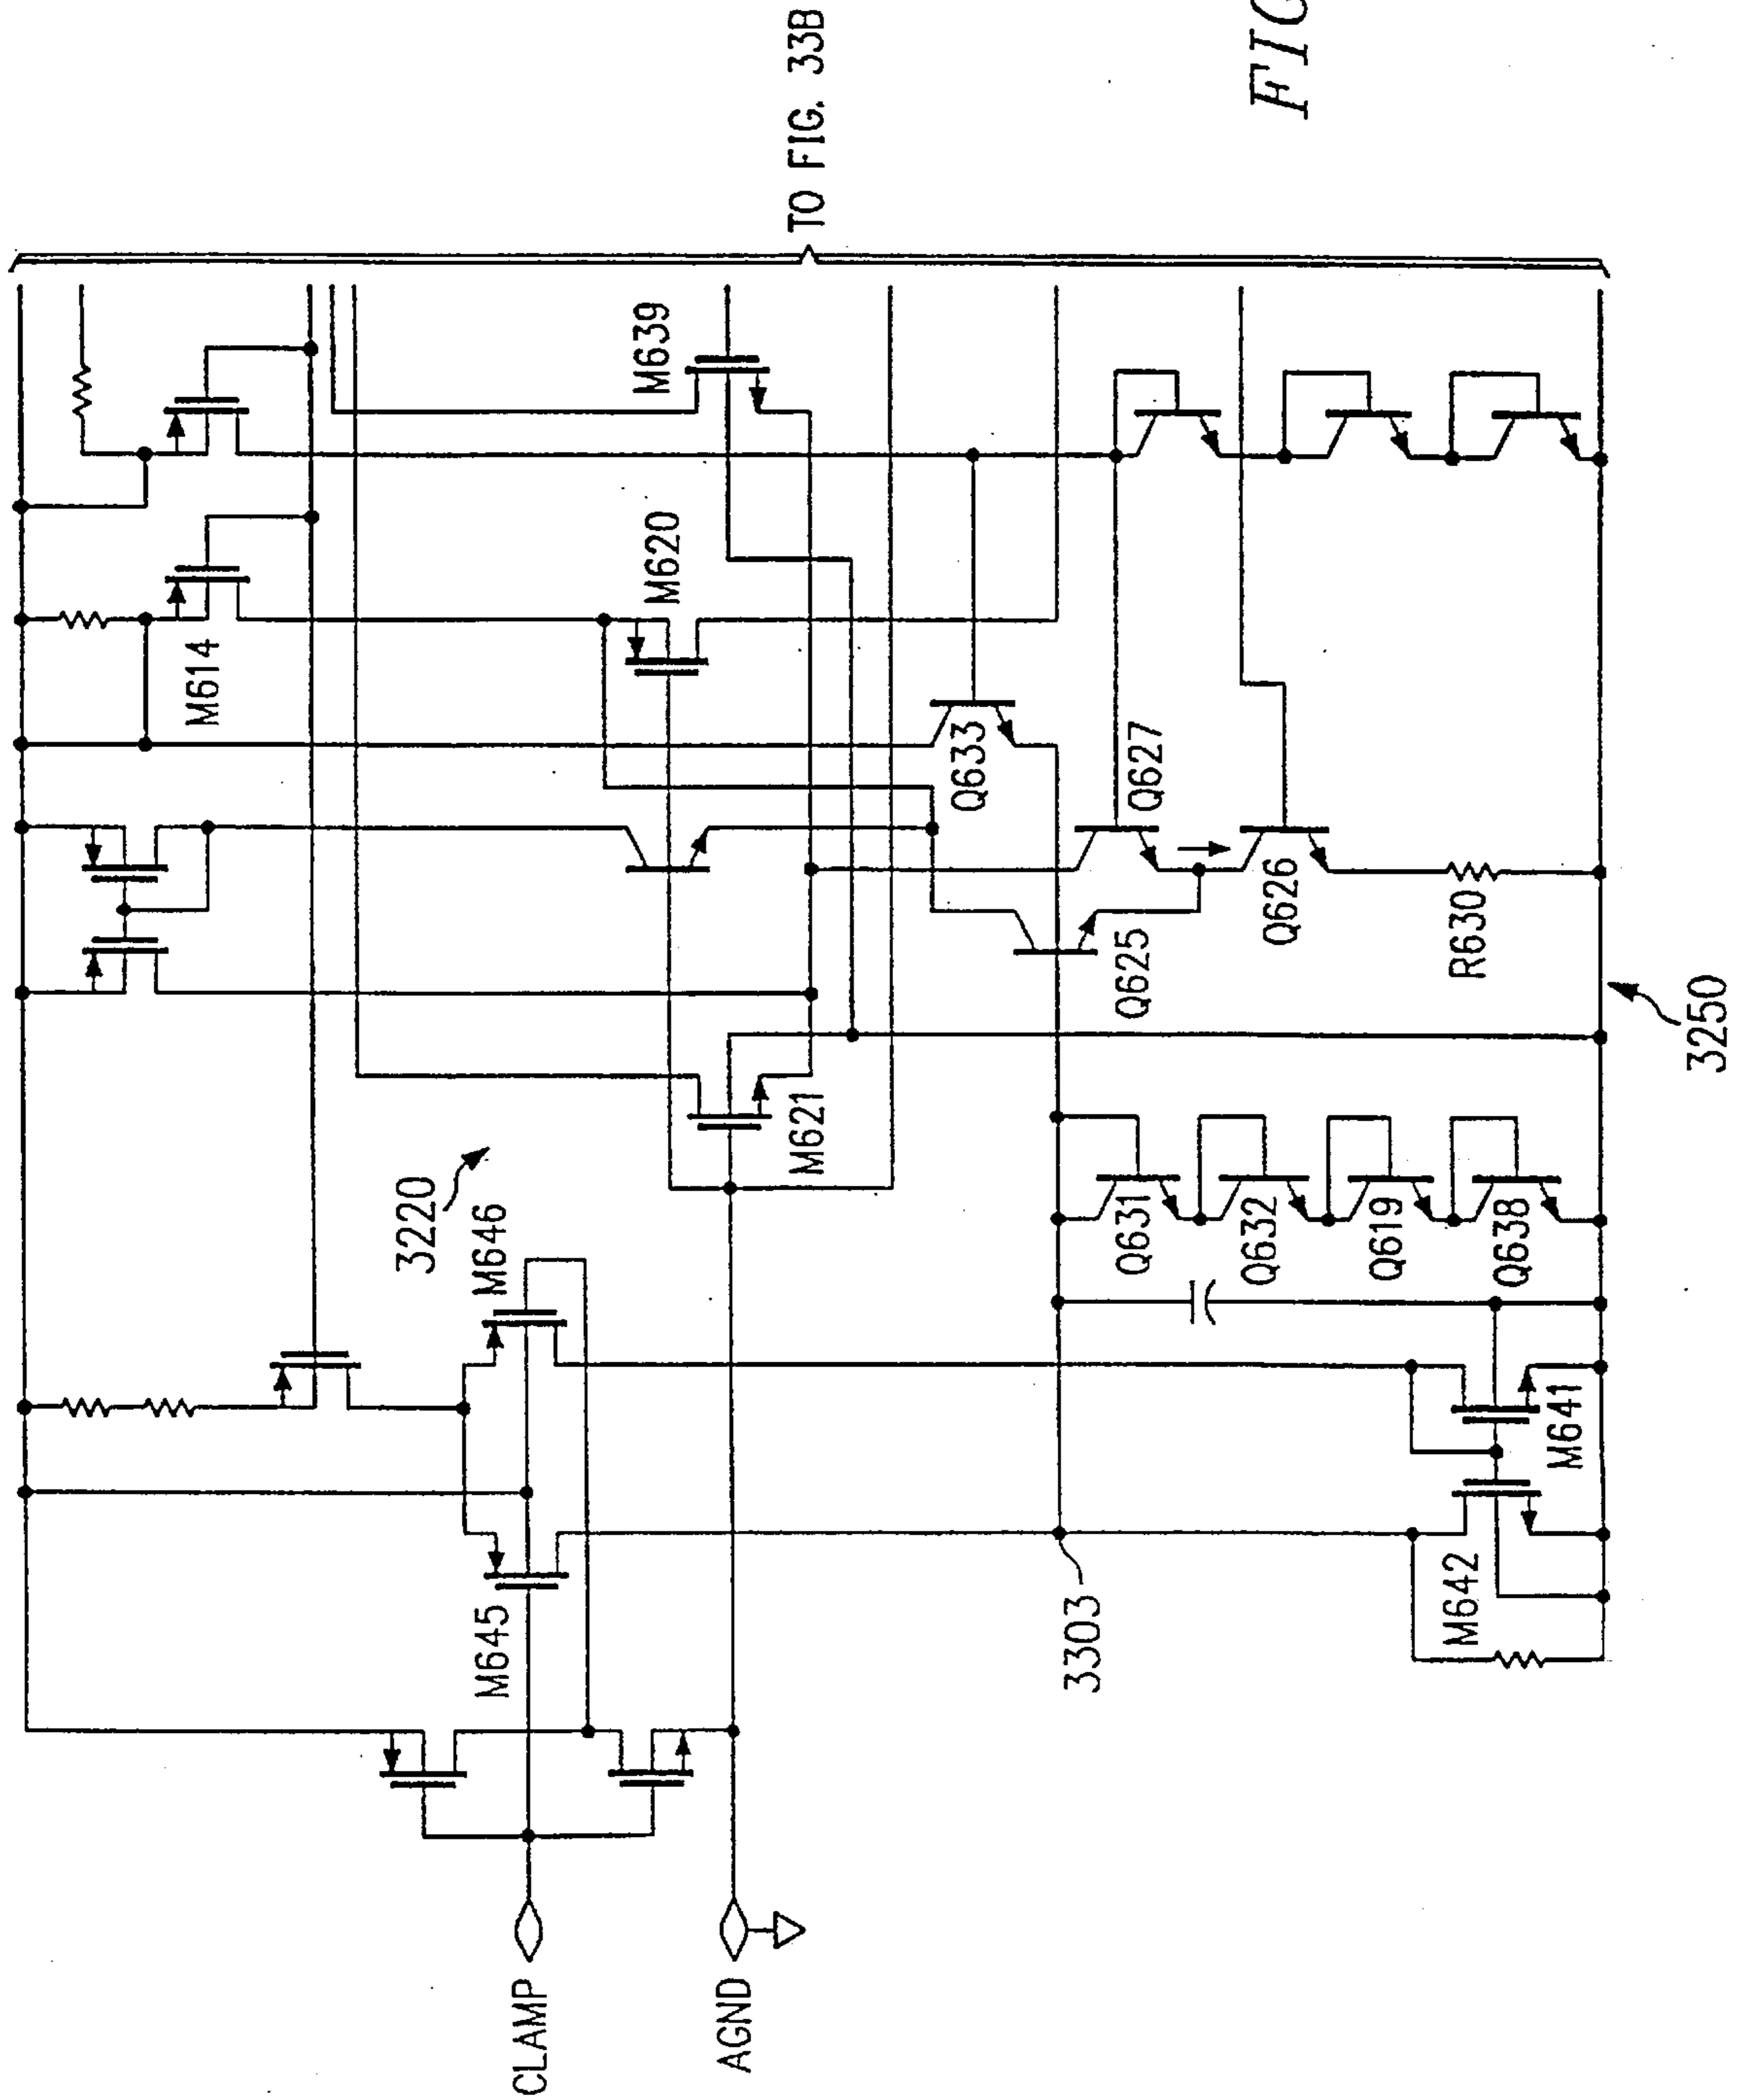 TO FIG. 33B
FIG
M639
M620
M614
Q633
Q627
Q626
Q625
R630
3250
M621
3220
M646
Q631
Q632
Q619
Q638
M641
M645
M642
3303
CLAMP
AGND